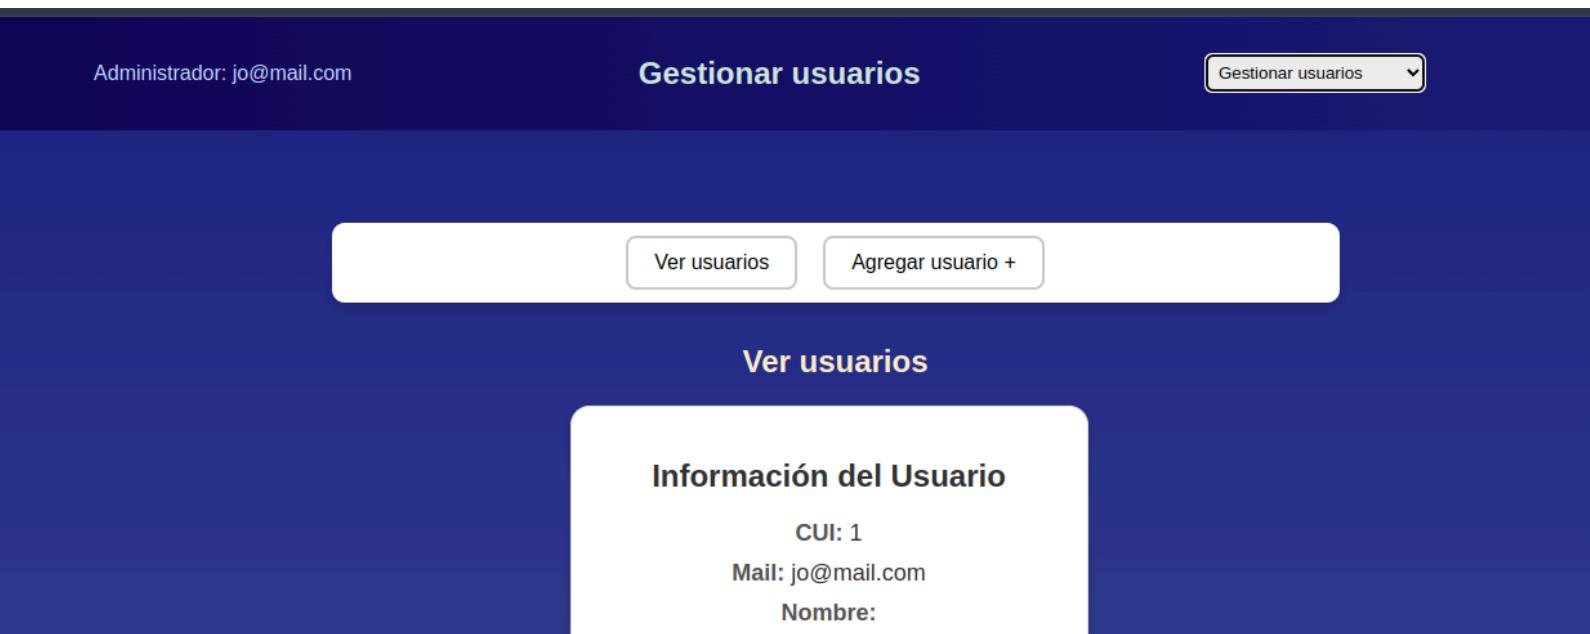 Administrador: jo@mail.com
Gestionar usuarios
Gestionar usuarios
Ver usuarios
Agregar usuario +
Ver usuarios
Información del Usuario
CUI: 1
Mail: jo@mail.com
Nombre: